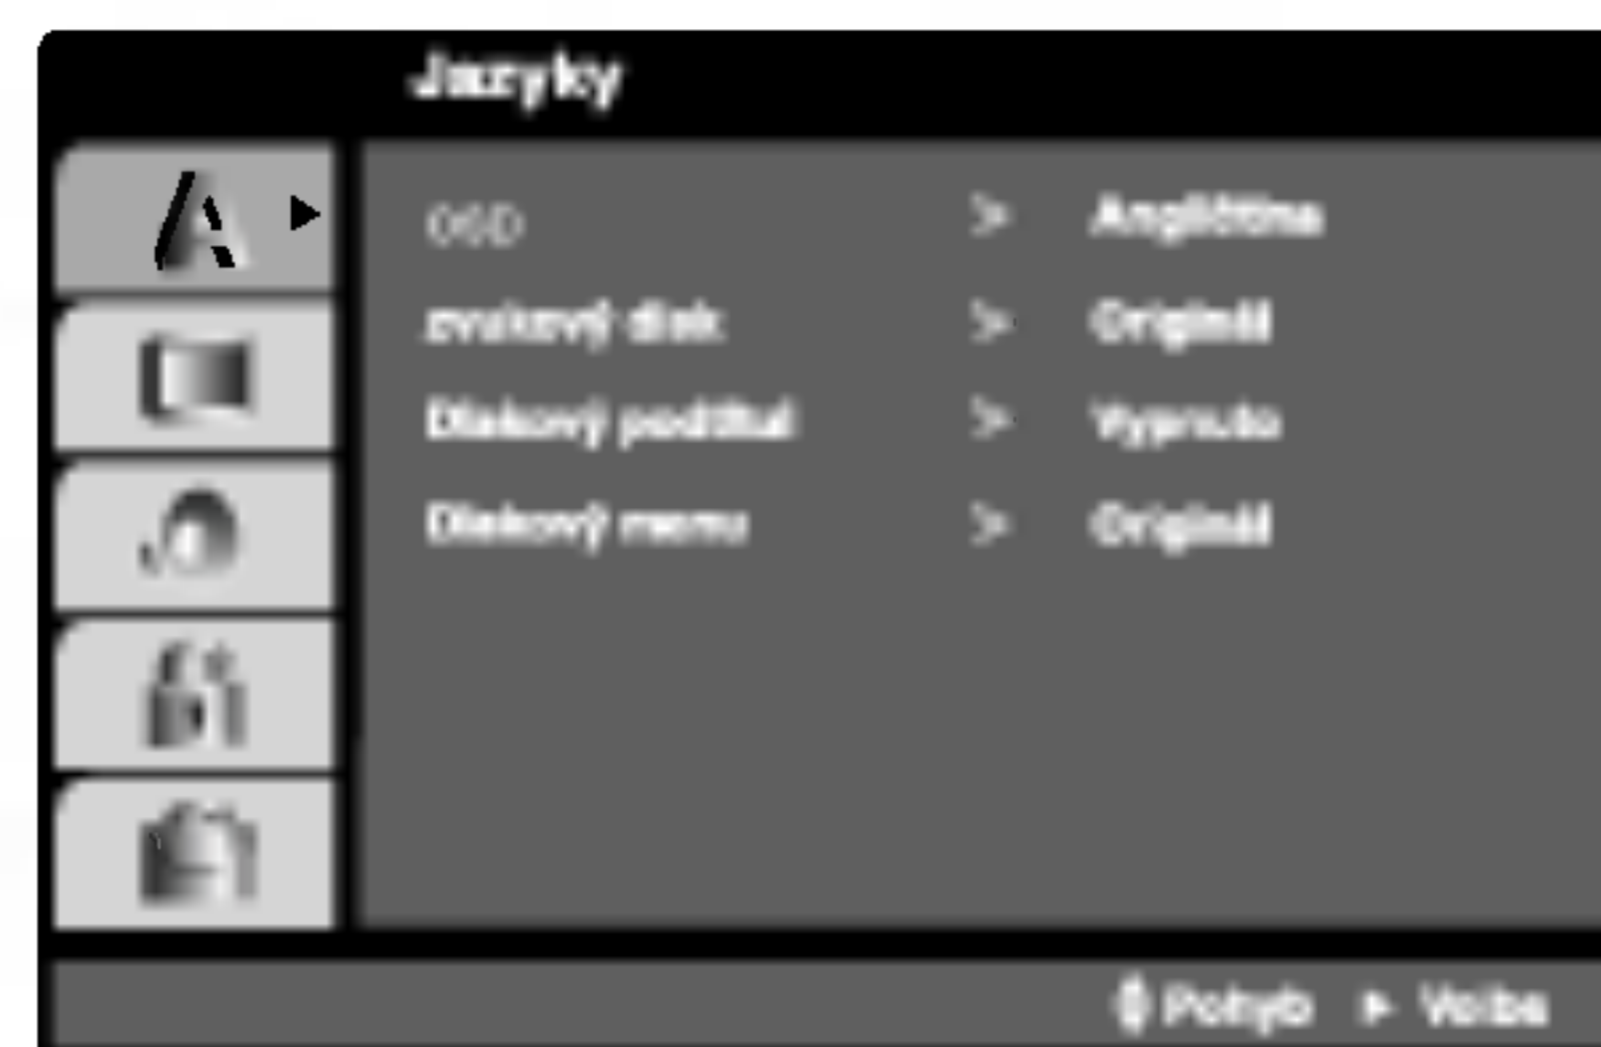 Jazyky
OSD > Angličtina
zvukový disk > Originál
Diskový podtitul > Vypnuto
Diskový menu > Originál
Pohyb Volba